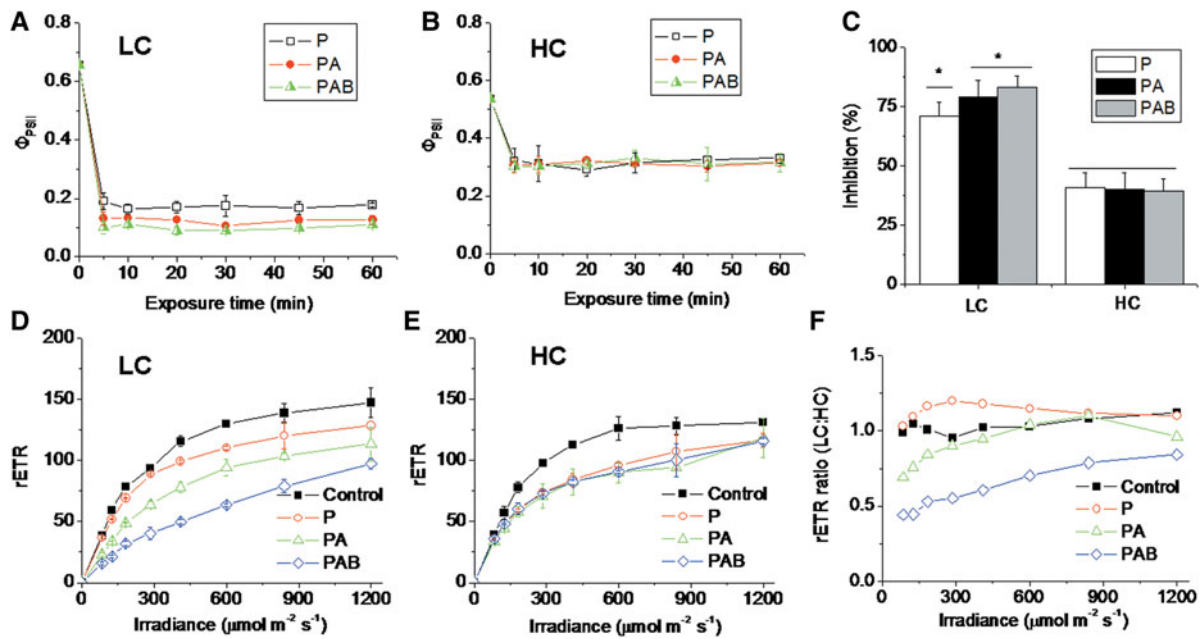 A
LC
P
PA
PAB
Φ_PSII
0.8
0.6
0.4
0.2
0.0
0 10 20 30 40 50 60
Exposure time (min)
B
HC
P
PA
PAB
Φ_PSII
0.8
0.6
0.4
0.2
0.0
0 10 20 30 40 50 60
Exposure time (min)
C
P
PA
PAB
* *
Inhibition (%)
100
75
50
25
0
LC HC
D
LC
Control
P
PA
PAB
rETR
200
150
100
50
0
0 300 600 900 1200
Irradiance (μmol m⁻² s⁻¹)
E
HC
Control
P
PA
PAB
rETR
200
150
100
50
0
0 300 600 900 1200
Irradiance (μmol m⁻² s⁻¹)
F
Control
P
PA
PAB
rETR ratio (LC:HC)
1.5
1.0
0.5
0.0
0 300 600 900 1200
Irradiance (μmol m⁻² s⁻¹)